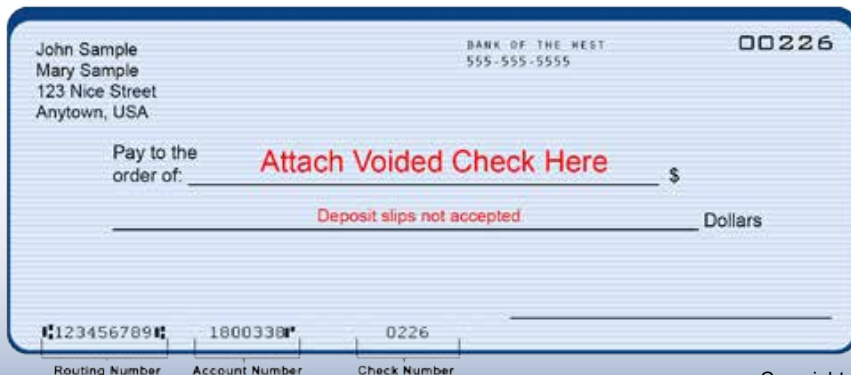 John Sample
Mary Sample
123 Nice Street
Anytown, USA
BANK OF THE WEST
555-555-5555
00226
Pay to the
order of:
Attach Voided Check Here
$
Deposit slips not accepted
Dollars
⑆123456789⑆ 1800338⑈ 0226
Routing Number Account Number Check Number